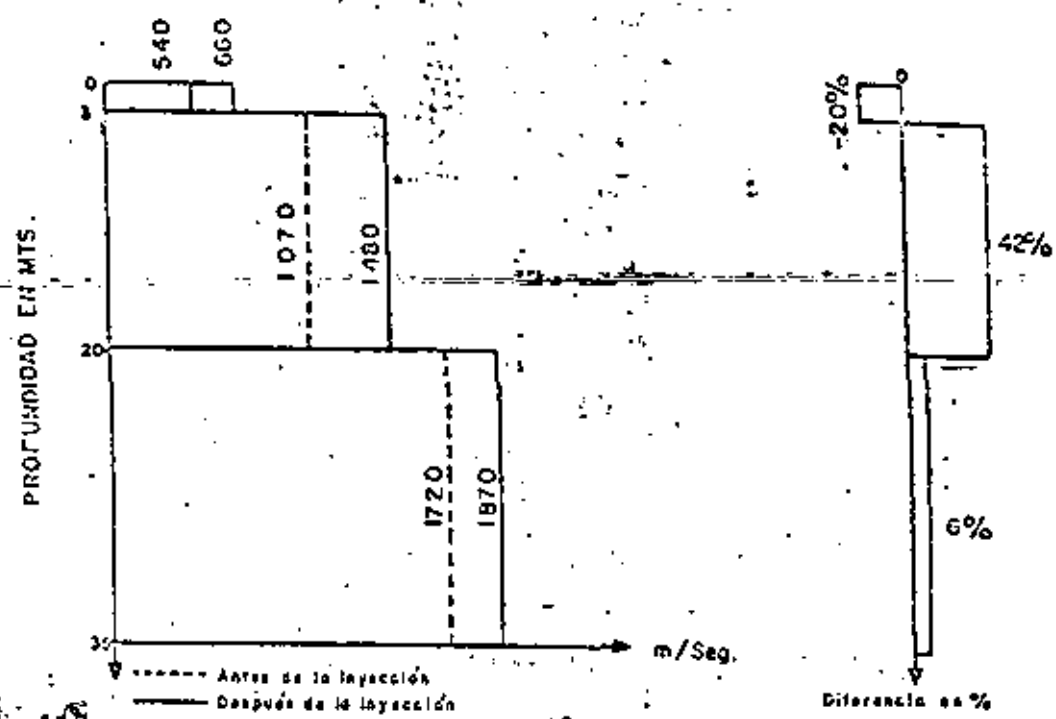 540
660
0
3
1070
1480
20
1720
1870
PROFUNDIDAD EN MTS.
m/Seg.
------ Antes de la Inyección
—— Después de la Inyección
0
-20%
42%
6%
Diferencia en %